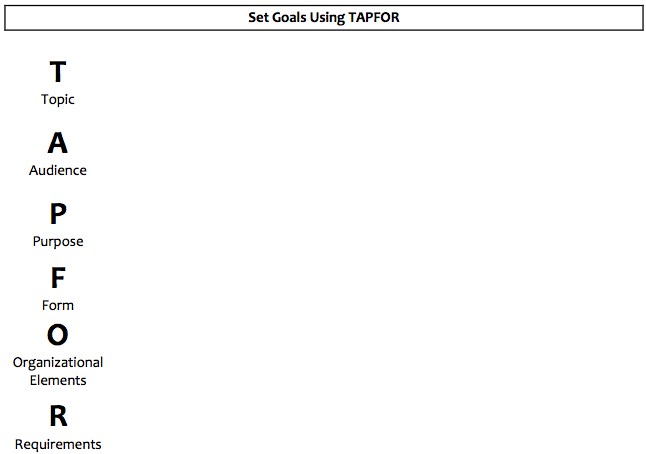 Set Goals Using TAPFOR
T
Topic
A
Audience
P
Purpose
F
Form
O
Organizational
Elements
R
Requirements